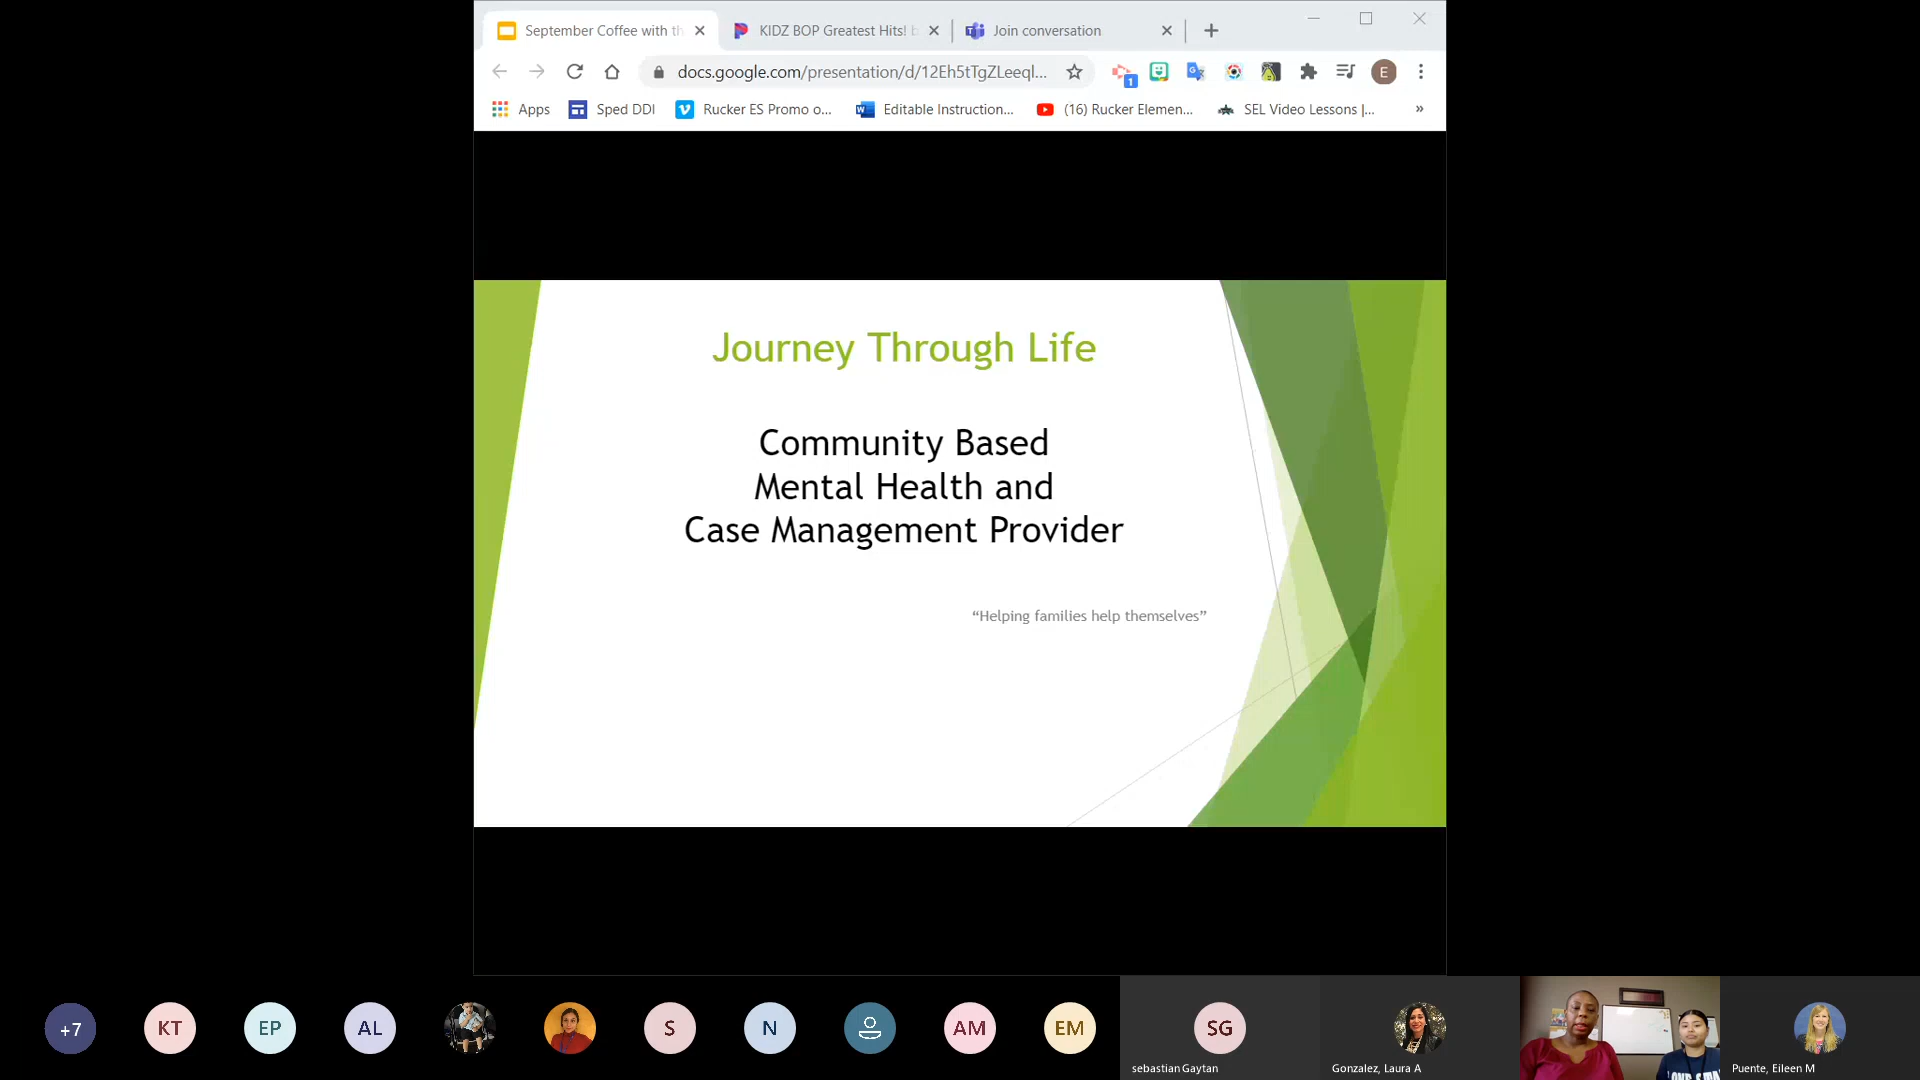 September Coffee with th
KIDZ BOP Greatest Hits! b
Join conversation
docs.google.com/presentation/d/12Eh5tTgZLeeql...
1
E
Apps
Sped DDI
Rucker ES Promo o...
Editable Instruction...
(16) Rucker Elemen...
SEL Video Lessons |...
»
Journey Through Life
Community Based
Mental Health and
Case Management Provider
“Helping families help themselves”
+7
KT
EP
AL
S
N
AM
EM
SG
sebastian Gaytan
Gonzalez, Laura A
LONE STA
Puente, Eileen M